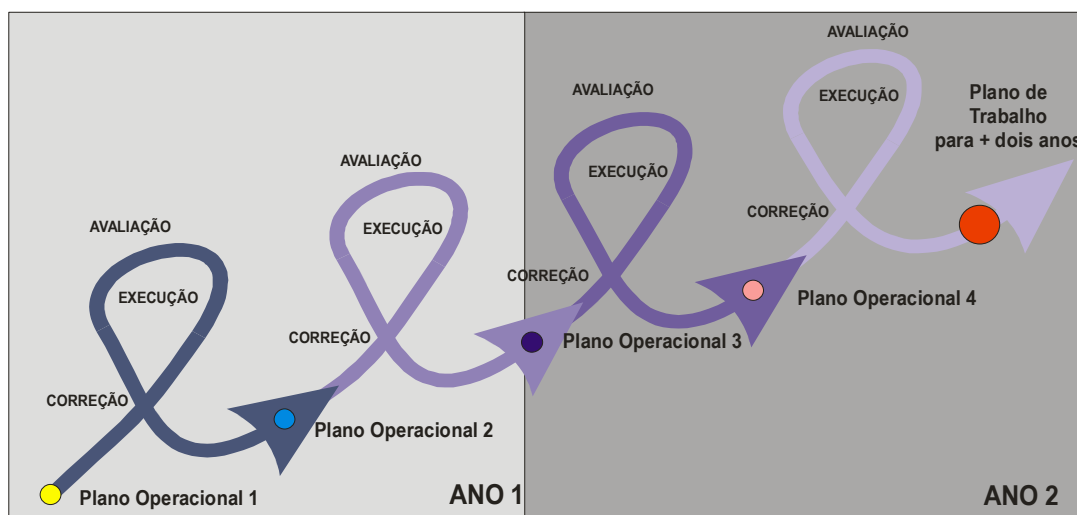 AVALIAÇÃO
EXECUÇÃO
CORREÇÃO
Plano Operacional 1
AVALIAÇÃO
EXECUÇÃO
CORREÇÃO
Plano Operacional 2
ANO 1
AVALIAÇÃO
EXECUÇÃO
CORREÇÃO
Plano Operacional 3
AVALIAÇÃO
EXECUÇÃO
CORREÇÃO
Plano Operacional 4
Plano de
Trabalho
para + dois anos
ANO 2